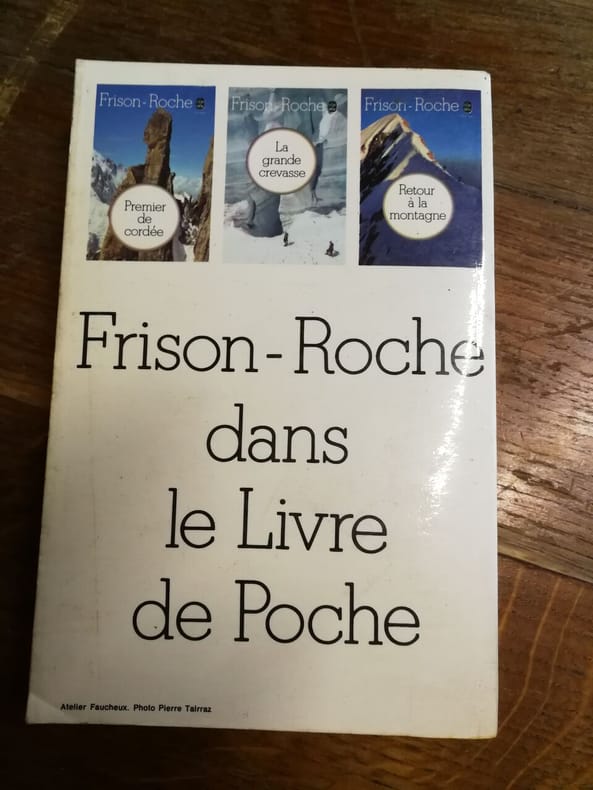 Frison-Roche
Premier
de
cordée
Frison-Roche
La
grande
crevasse
Frison-Roche
Retour
à la
montagne
Frison-Roche
dans
le Livre
de Poche
Atelier Faucheux. Photo Pierre Tairraz